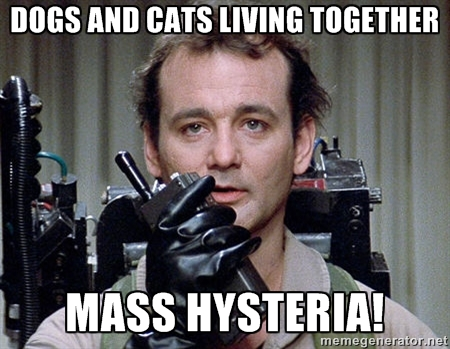 DOGS AND CATS LIVING TOGETHER
MASS HYSTERIA!
memegenerator.net